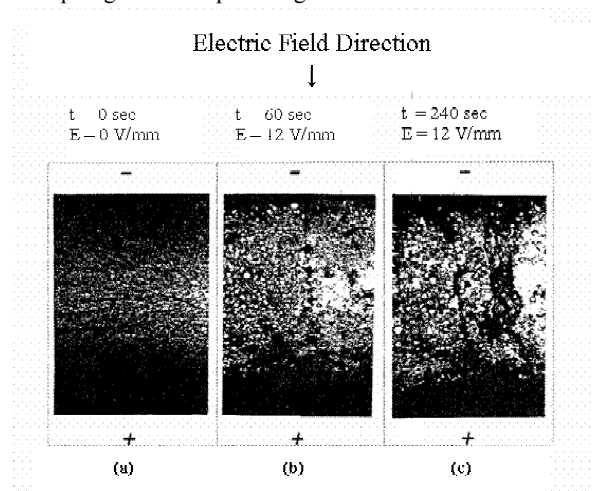 Electric Field Direction
↓
t 0 sec
E – 0 V/mm
t 60 sec
E – 12 V/mm
t = 240 sec
E = 12 V/mm
– – –
+ + +
(a) (b) (c)